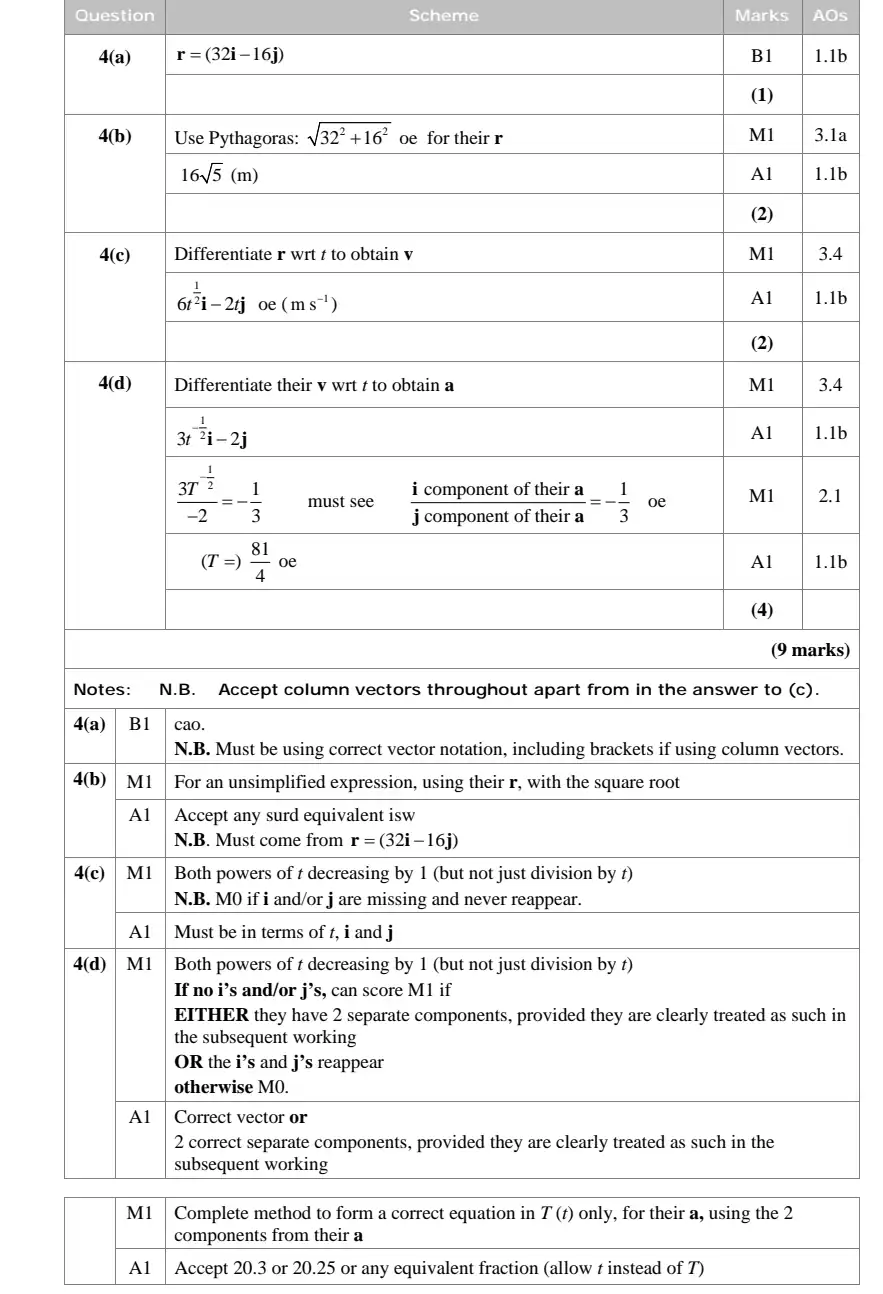 Question Scheme Marks AOs
4(a) r = (32i − 16j) B1 1.1b
(1)
4(b) Use Pythagoras: √(32² + 16²) oe for their r M1 3.1a
16√5 (m) A1 1.1b
(2)
4(c) Differentiate r wrt t to obtain v M1 3.4
6t^(1/2)i − 2tj oe (m s⁻¹) A1 1.1b
(2)
4(d) Differentiate their v wrt t to obtain a M1 3.4
3t^(−1/2)i − 2j A1 1.1b
3T^(−1/2)/−2 = −1/3 must see i component of their a/j component of their a = −1/3 oe M1 2.1
(T =) 81/4 oe A1 1.1b
(4)
(9 marks)
Notes: N.B. Accept column vectors throughout apart from in the answer to (c).
4(a) B1 cao.
N.B. Must be using correct vector notation, including brackets if using column vectors.
4(b) M1 For an unsimplified expression, using their r, with the square root
A1 Accept any surd equivalent isw
N.B. Must come from r = (32i − 16j)
4(c) M1 Both powers of t decreasing by 1 (but not just division by t)
N.B. M0 if i and/or j are missing and never reappear.
A1 Must be in terms of t, i and j
4(d) M1 Both powers of t decreasing by 1 (but not just division by t)
If no i's and/or j's, can score M1 if
EITHER they have 2 separate components, provided they are clearly treated as such in
the subsequent working
OR the i's and j's reappear
otherwise M0.
A1 Correct vector or
2 correct separate components, provided they are clearly treated as such in the
subsequent working
M1 Complete method to form a correct equation in T (t) only, for their a, using the 2
components from their a
A1 Accept 20.3 or 20.25 or any equivalent fraction (allow t instead of T)